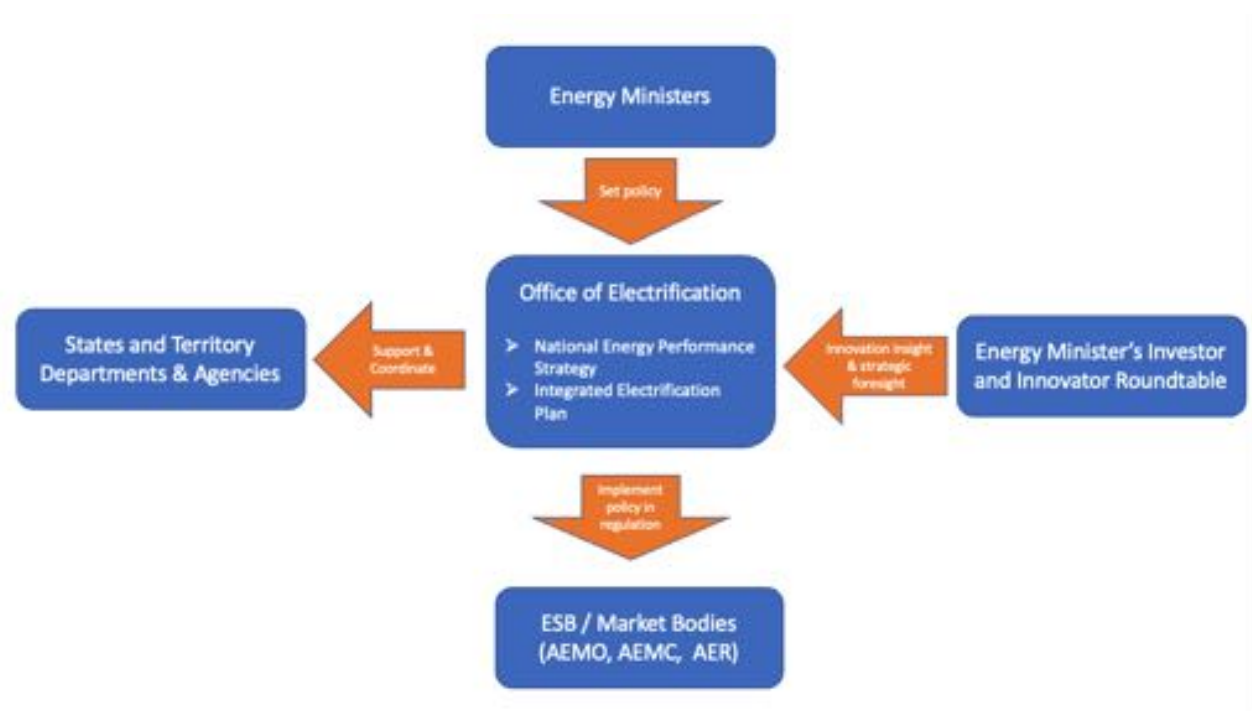 Energy Ministers
Set policy
Office of Electrification
➢ National Energy Performance
Strategy
➢ Integrated Electrification
Plan
States and Territory
Departments & Agencies
Support &
Coordinate
Innovation insight
& strategic
foresight
Energy Minister's Investor
and Innovator Roundtable
Implement
policy in
regulation
ESB / Market Bodies
(AEMO, AEMC, AER)